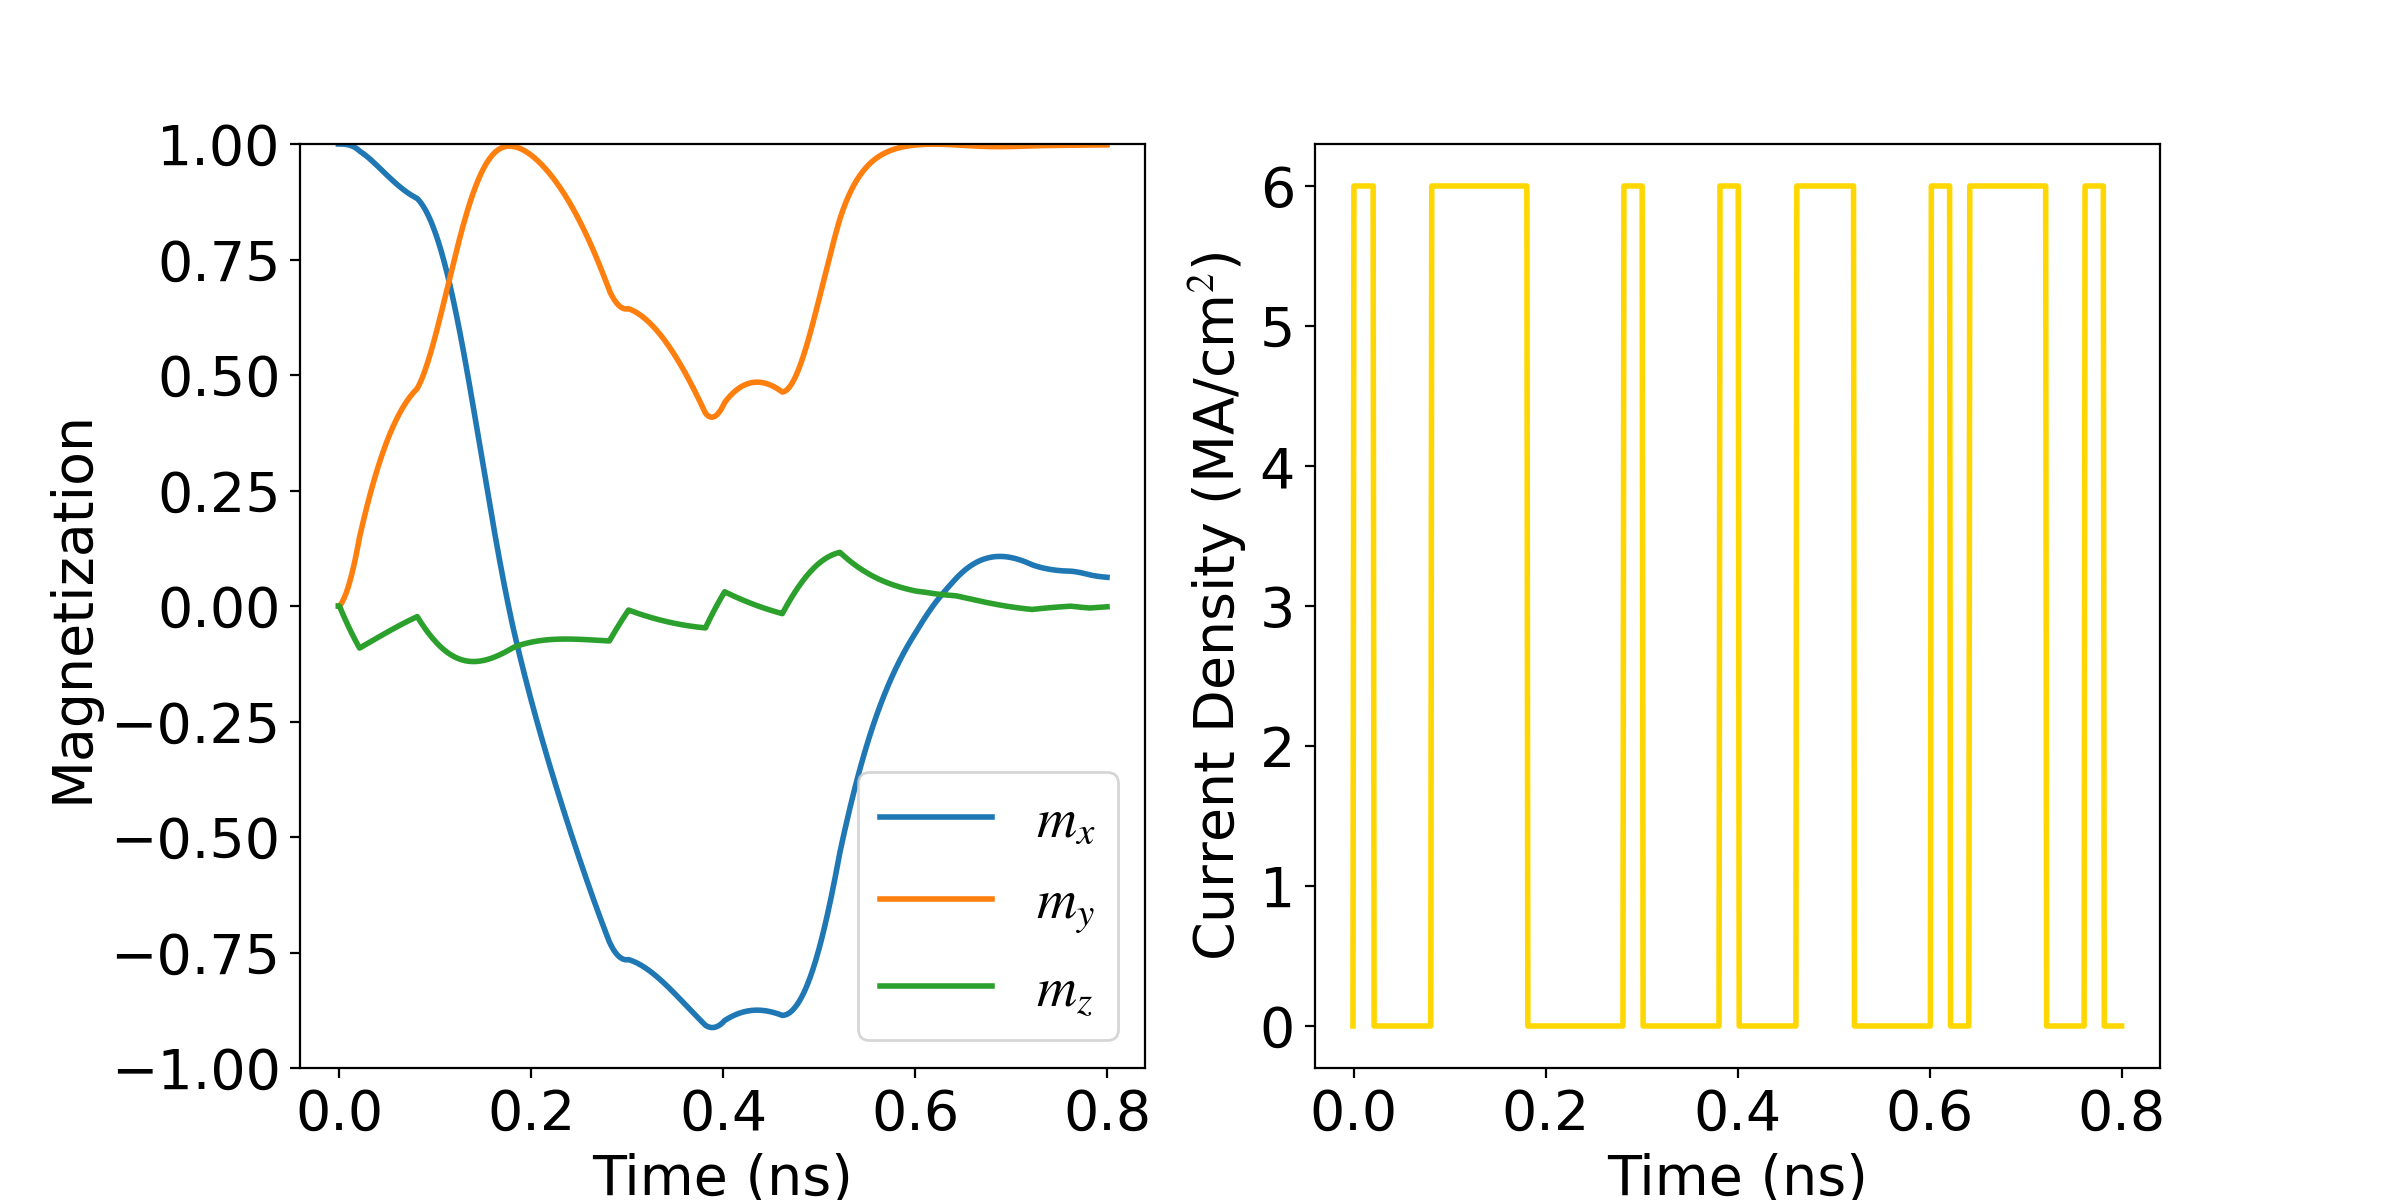 Magnetization
1.00
0.75
0.50
0.25
0.00
−0.25
−0.50
−0.75
−1.00
0.0 0.2 0.4 0.6 0.8
Time (ns)
m_x
m_y
m_z
Current Density (MA/cm²)
6
5
4
3
2
1
0
0.0 0.2 0.4 0.6 0.8
Time (ns)